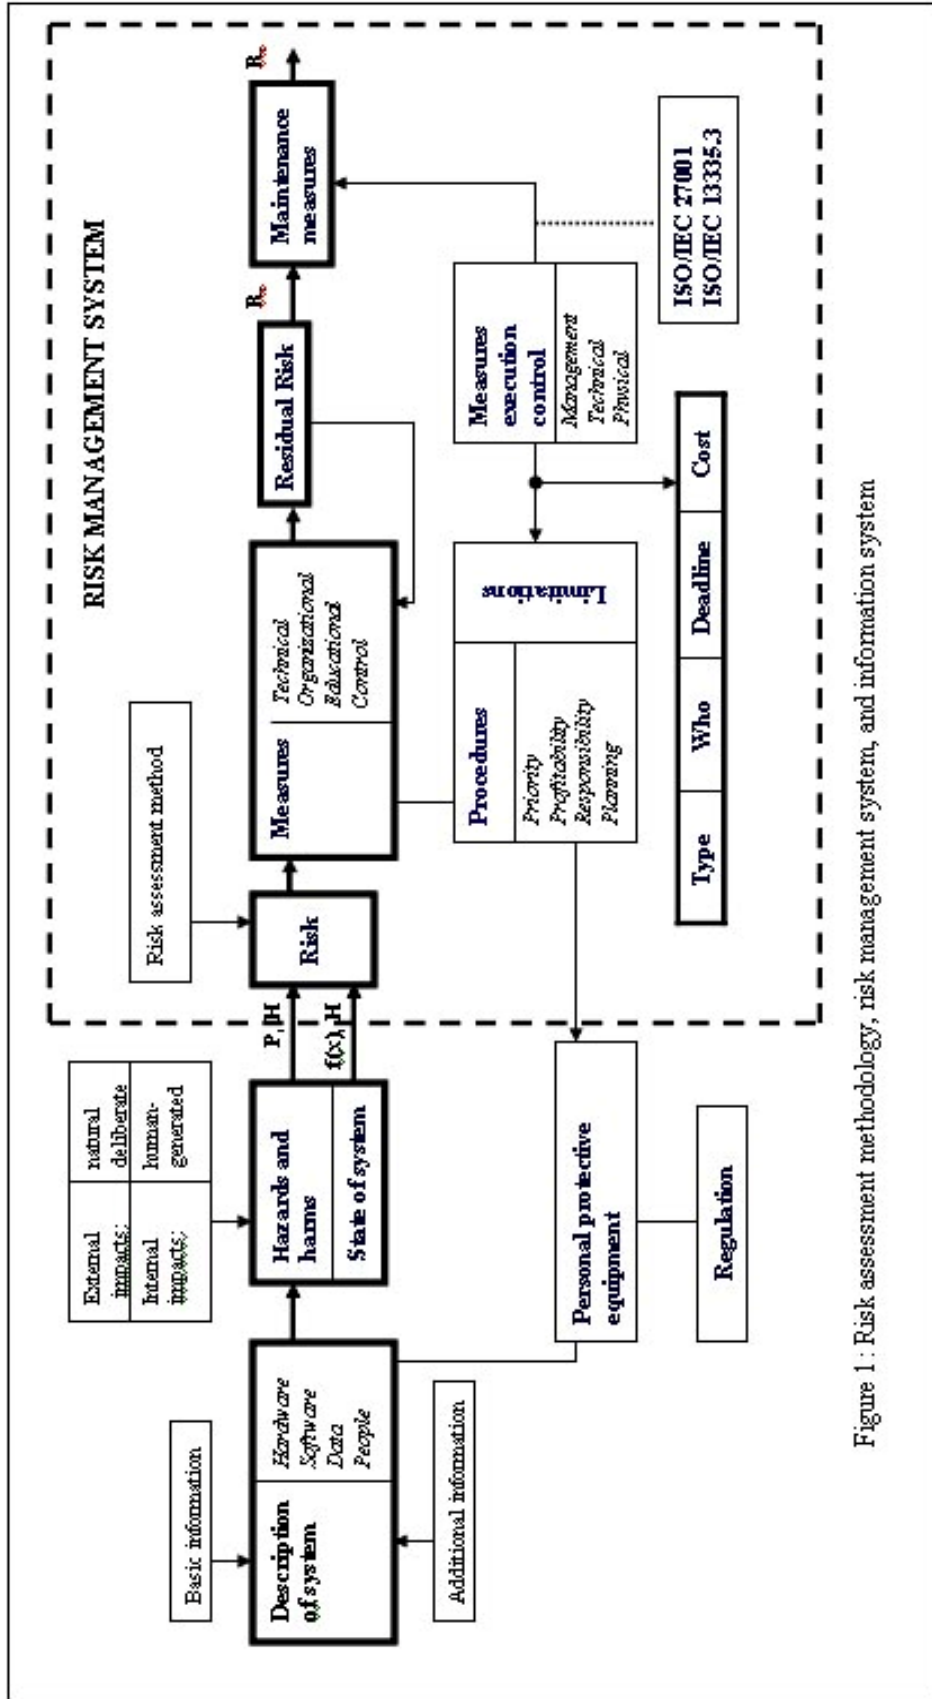 RISK MANAGEMENT SYSTEM
Basic information
Description
of system
Hardware
Software
Data
People
Additional information
External
impacts:
natural
deliberate
Internal
impacts:
human-
generated
Hazards and
harms
State of system
P, H
f(x), H
Risk assessment method
Risk
Measures
Technical
Organizational
Educational
Control
Residual Risk
Maintenance
measures
Procedures
Priority
Profitability
Responsibility
Planning
Limitations
Measures
execution
control
Management
Technical
Physical
ISO/IEC 27001
ISO/IEC 13335.3
Type Who Deadline Cost
Personal protective
equipment
Regulation
Figure 1: Risk assessment methodology, risk management system, and information system